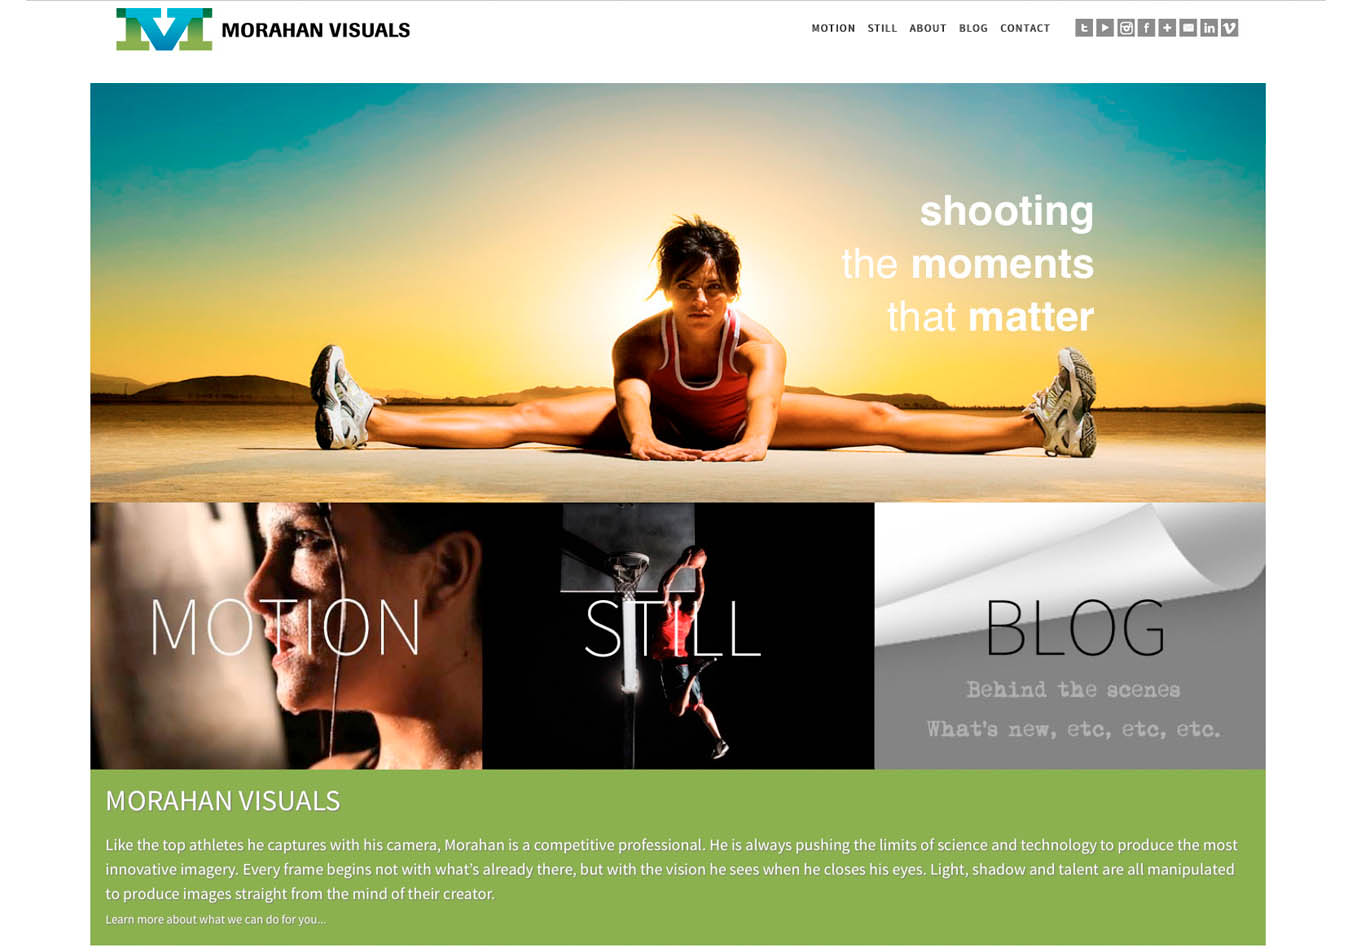 MORAHAN VISUALS
MOTION STILL ABOUT BLOG CONTACT
shooting
the moments
that matter
MOTION
STILL
BLOG
Behind the scenes
What's new, etc, etc, etc.
MORAHAN VISUALS
Like the top athletes he captures with his camera, Morahan is a competitive professional. He is always pushing the limits of science and technology to produce the most
innovative imagery. Every frame begins not with what's already there, but with the vision he sees when he closes his eyes. Light, shadow and talent are all manipulated
to produce images straight from the mind of their creator.
Learn more about what we can do for you...